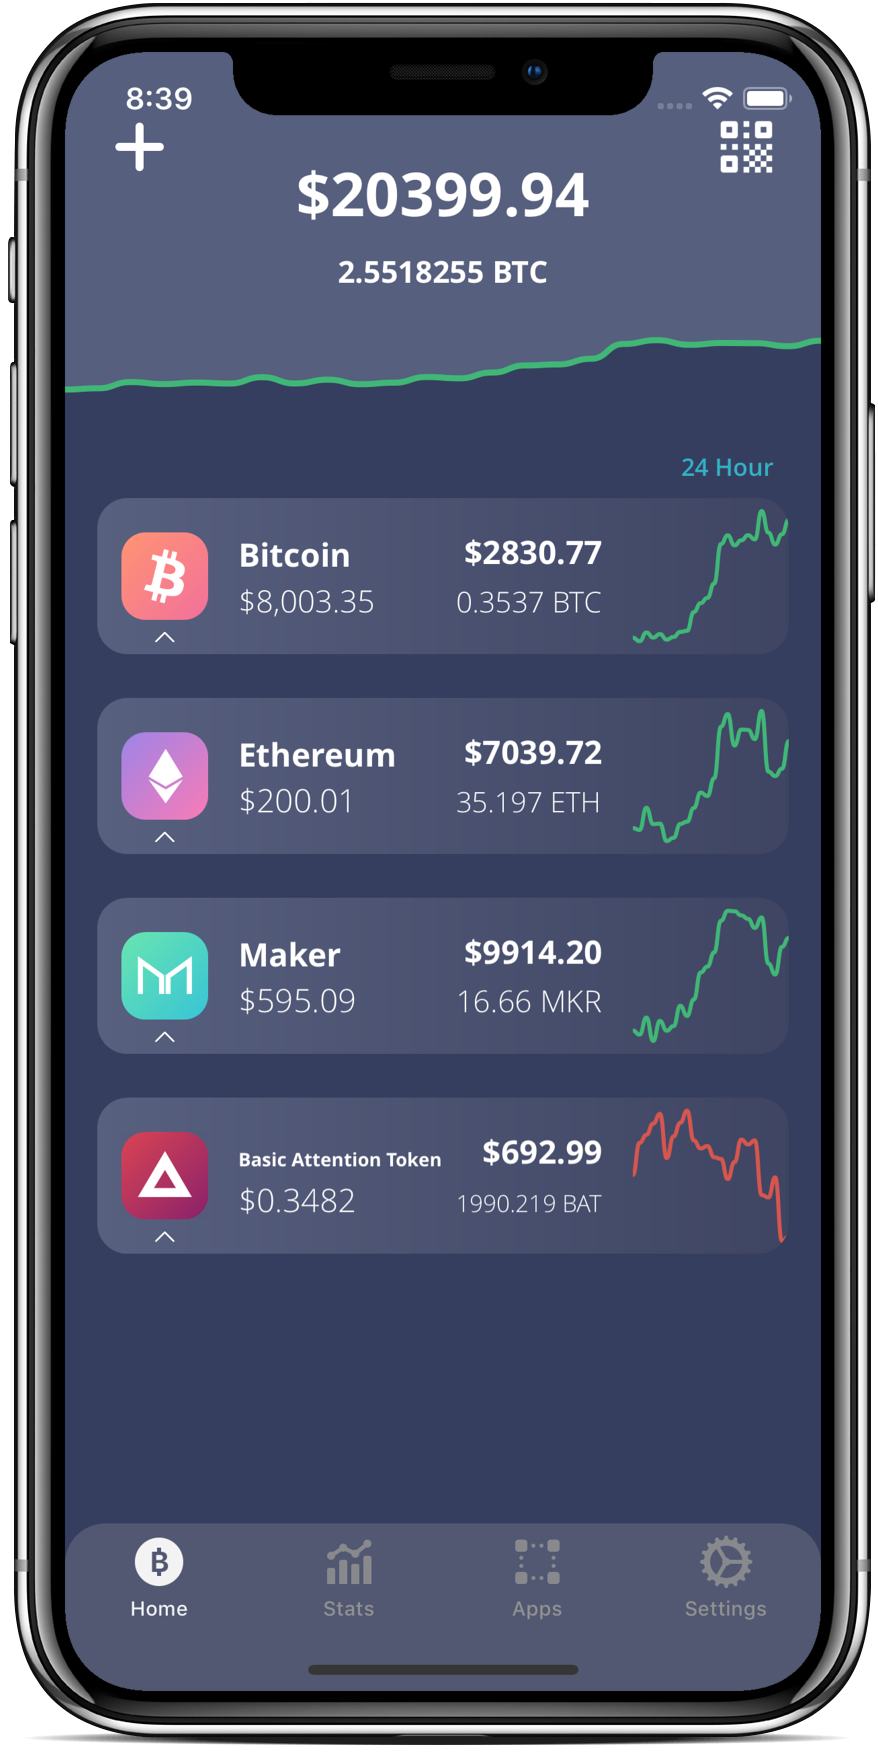 8:39
$20399.94
2.5518255 BTC
24 Hour
Bitcoin $2830.77
$8,003.35 0.3537 BTC
Ethereum $7039.72
$200.01 35.197 ETH
Maker $9914.20
$595.09 16.66 MKR
Basic Attention Token $692.99
$0.3482 1990.219 BAT
Home Stats Apps Settings